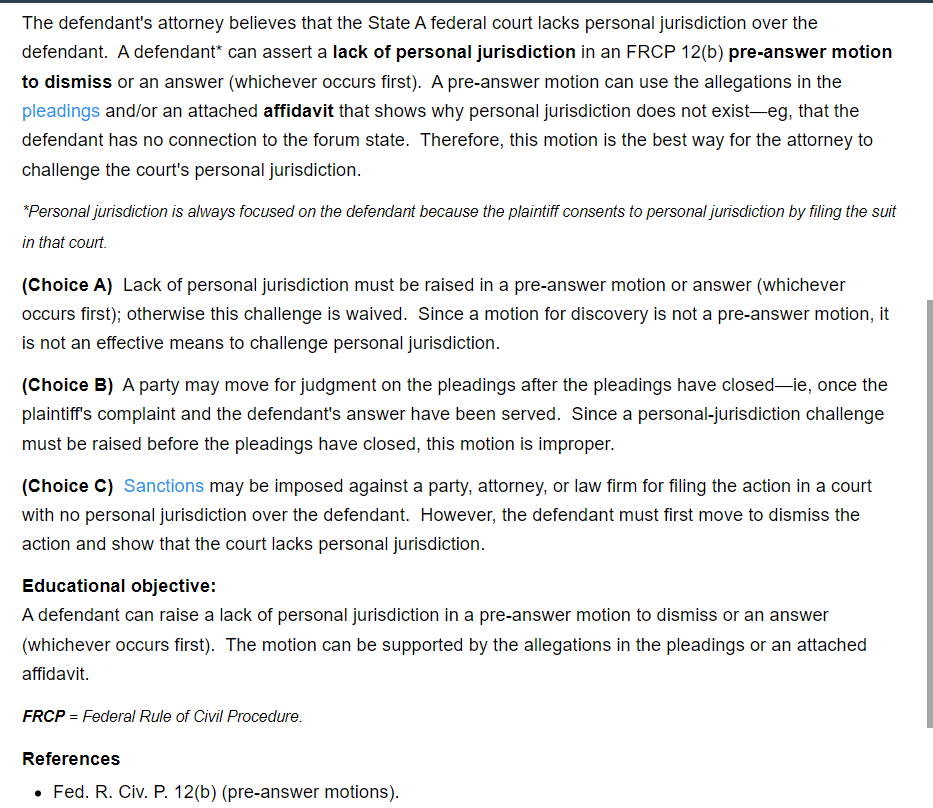 The defendant's attorney believes that the State A federal court lacks personal jurisdiction over the
defendant.  A defendant* can assert a lack of personal jurisdiction in an FRCP 12(b) pre-answer motion
to dismiss or an answer (whichever occurs first).  A pre-answer motion can use the allegations in the
pleadings and/or an attached affidavit that shows why personal jurisdiction does not exist—eg, that the
defendant has no connection to the forum state.  Therefore, this motion is the best way for the attorney to
challenge the court's personal jurisdiction.
*Personal jurisdiction is always focused on the defendant because the plaintiff consents to personal jurisdiction by filing the suit
in that court.
(Choice A)  Lack of personal jurisdiction must be raised in a pre-answer motion or answer (whichever
occurs first); otherwise this challenge is waived.  Since a motion for discovery is not a pre-answer motion, it
is not an effective means to challenge personal jurisdiction.
(Choice B)  A party may move for judgment on the pleadings after the pleadings have closed—ie, once the
plaintiff's complaint and the defendant's answer have been served.  Since a personal-jurisdiction challenge
must be raised before the pleadings have closed, this motion is improper.
(Choice C)  Sanctions may be imposed against a party, attorney, or law firm for filing the action in a court
with no personal jurisdiction over the defendant.  However, the defendant must first move to dismiss the
action and show that the court lacks personal jurisdiction.
Educational objective:
A defendant can raise a lack of personal jurisdiction in a pre-answer motion to dismiss or an answer
(whichever occurs first).  The motion can be supported by the allegations in the pleadings or an attached
affidavit.
FRCP = Federal Rule of Civil Procedure.
References
• Fed. R. Civ. P. 12(b) (pre-answer motions).